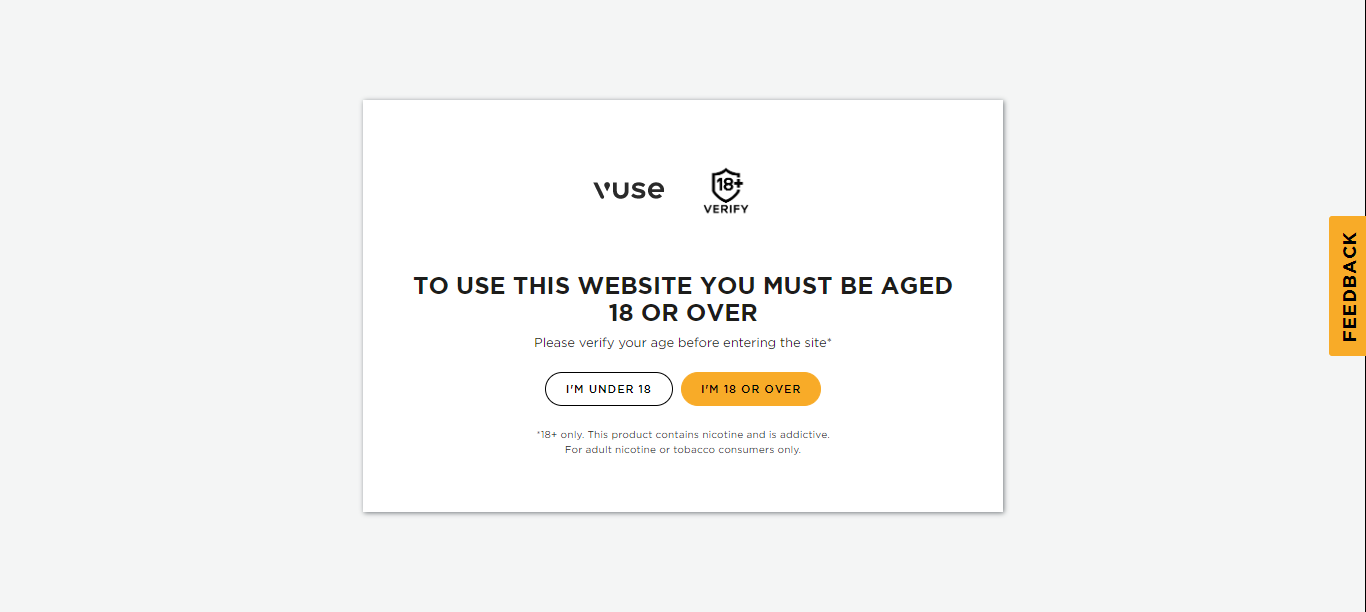 vuse
18+
VERIFY
TO USE THIS WEBSITE YOU MUST BE AGED
18 OR OVER
Please verify your age before entering the site*
I'M UNDER 18
I'M 18 OR OVER
*18+ only. This product contains nicotine and is addictive.
For adult nicotine or tobacco consumers only.
FEEDBACK